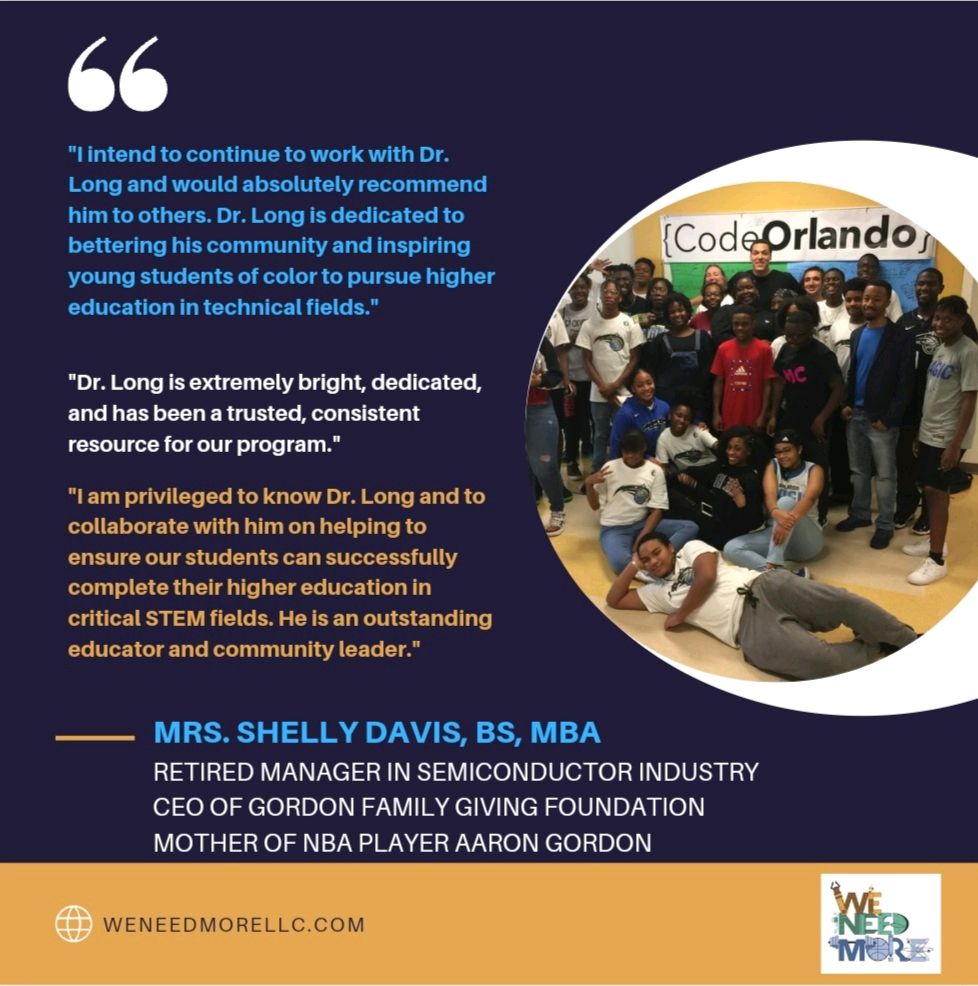 "I intend to continue to work with Dr.
Long and would absolutely recommend
him to others. Dr. Long is dedicated to
bettering his community and inspiring
young students of color to pursue higher
education in technical fields."
"Dr. Long is extremely bright, dedicated,
and has been a trusted, consistent
resource for our program."
"I am privileged to know Dr. Long and to
collaborate with him on helping to
ensure our students can successfully
complete their higher education in
critical STEM fields. He is an outstanding
educator and community leader."
{CodeOrlando}
MRS. SHELLY DAVIS, BS, MBA
RETIRED MANAGER IN SEMICONDUCTOR INDUSTRY
CEO OF GORDON FAMILY GIVING FOUNDATION
MOTHER OF NBA PLAYER AARON GORDON
WENEEDMORELLC.COM
WE
NEED
MORE